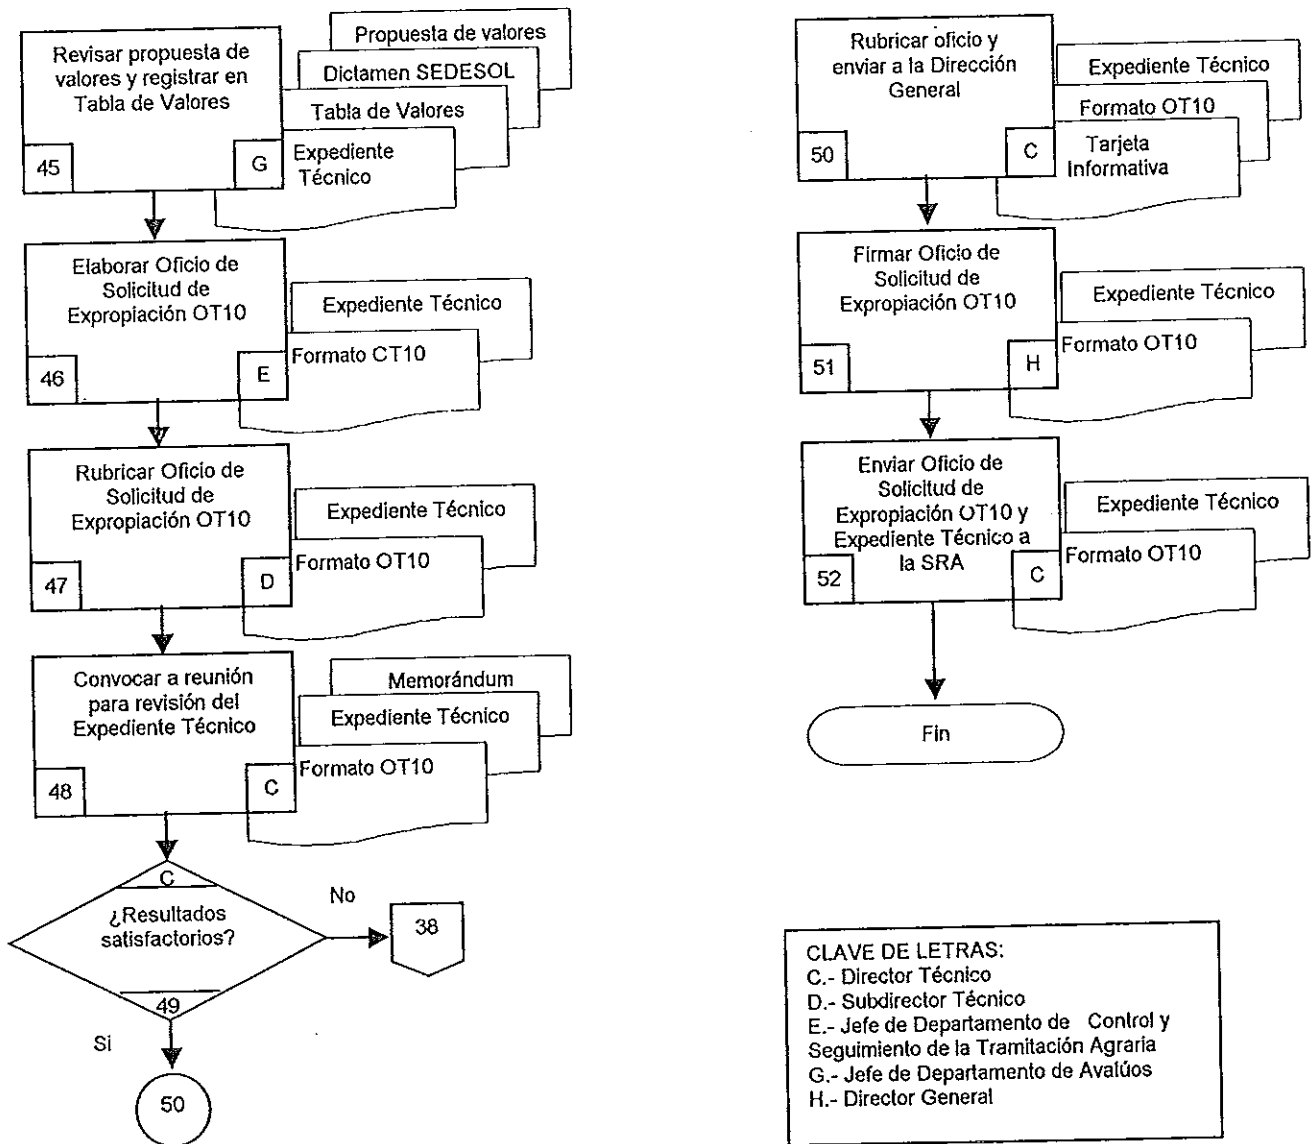 Revisar propuesta de
valores y registrar en
Tabla de Valores
45
G
Propuesta de valores
Dictamen SEDESOL
Tabla de Valores
Expediente
Técnico
Elaborar Oficio de
Solicitud de
Expropiación OT10
46
E
Expediente Técnico
Formato CT10
Rubricar Oficio de
Solicitud de
Expropiación OT10
47
D
Expediente Técnico
Formato OT10
Convocar a reunión
para revisión del
Expediente Técnico
48
C
Memorándum
Expediente Técnico
Formato OT10
C
¿Resultados
satisfactorios?
49
No
38
Si
50
Rubricar oficio y
enviar a la Dirección
General
50
C
Expediente Técnico
Formato OT10
Tarjeta
Informativa
Firmar Oficio de
Solicitud de
Expropiación OT10
51
H
Expediente Técnico
Formato OT10
Enviar Oficio de
Solicitud de
Expropiación OT10 y
Expediente Técnico a
la SRA
52
C
Expediente Técnico
Formato OT10
Fin
CLAVE DE LETRAS:
C.- Director Técnico
D.- Subdirector Técnico
E.- Jefe de Departamento de Control y
Seguimiento de la Tramitación Agraria
G.- Jefe de Departamento de Avalúos
H.- Director General